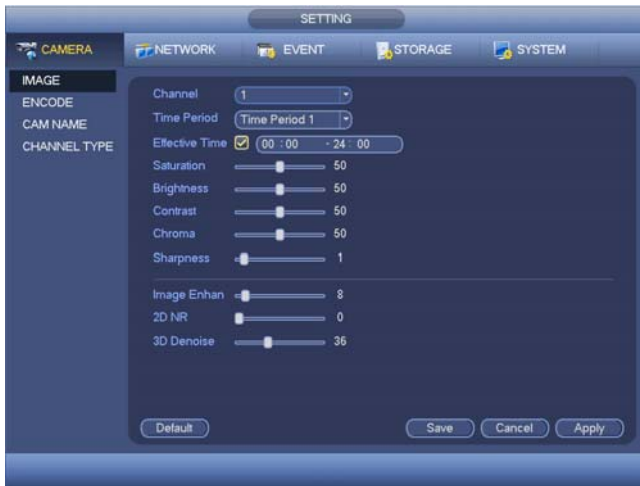 SETTING
CAMERA NETWORK EVENT STORAGE SYSTEM
IMAGE
ENCODE
CAM NAME
CHANNEL TYPE
Channel 1
Time Period Time Period 1
Effective Time 00 : 00 - 24 : 00
Saturation 50
Brightness 50
Contrast 50
Chroma 50
Sharpness 1
Image Enhan 8
2D NR 0
3D Denoise 36
Default Save Cancel Apply